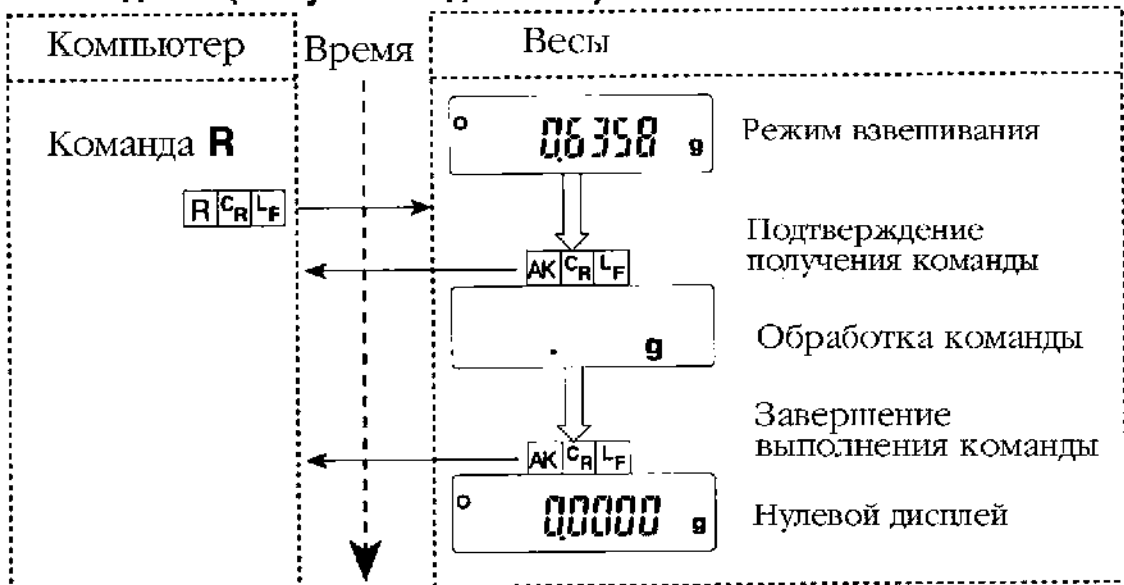 Компьютер Время Весы
Команда R
0.6358 g Режим взвешивания
R CR LF
Подтверждение
получения команды
AK CR LF
. g Обработка команды
Завершение
выполнения команды
AK CR LF
0.0000 g Нулевой дисплей